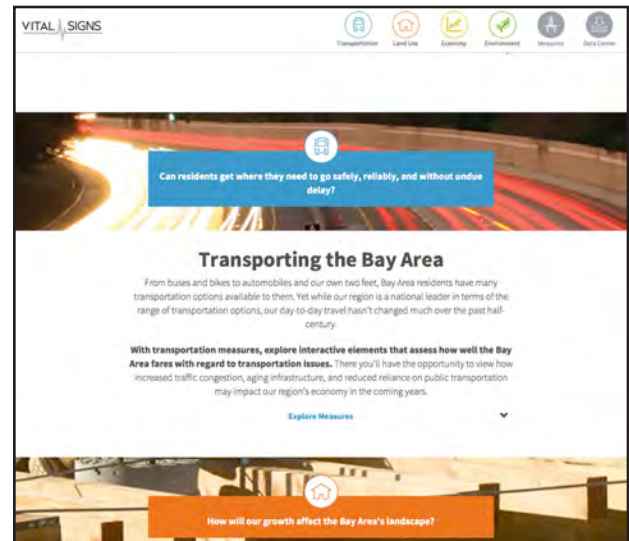 VITAL SIGNS
Transportation Land Use Economy Environment Measures Data Center
Can residents get where they need to go safely, reliably, and without undue
delay?
Transporting the Bay Area
From buses and bikes to automobiles and our own two feet, Bay Area residents have many
transportation options available to them. Yet while our region is a national leader in terms of the
range of transportation options, our day-to-day travel hasn't changed much over the past half-
century.
With transportation measures, explore interactive elements that assess how well the Bay
Area fares with regard to transportation issues. There you'll have the opportunity to view how
increased traffic congestion, aging infrastructure, and reduced reliance on public transportation
may impact our region's economy in the coming years.
Explore Measures
How will our growth affect the Bay Area's landscape?